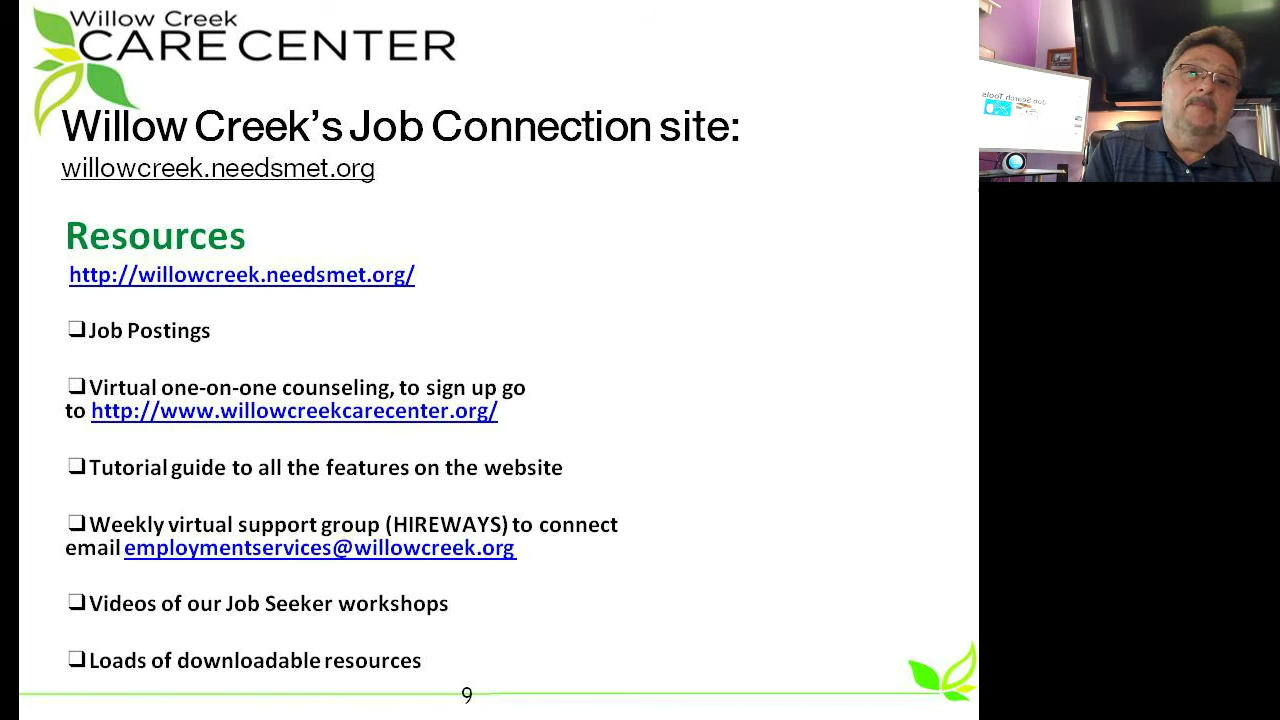 Willow Creek
CARE CENTER
Willow Creek's Job Connection site:
willowcreek.needsmet.org
Resources
http://willowcreek.needsmet.org/
❑Job Postings
❑Virtual one-on-one counseling, to sign up go
to http://www.willowcreekcarecenter.org/
❑Tutorial guide to all the features on the website
❑Weekly virtual support group (HIREWAYS) to connect
email employmentservices@willowcreek.org
❑Videos of our Job Seeker workshops
❑Loads of downloadable resources
9
Job Search Tools